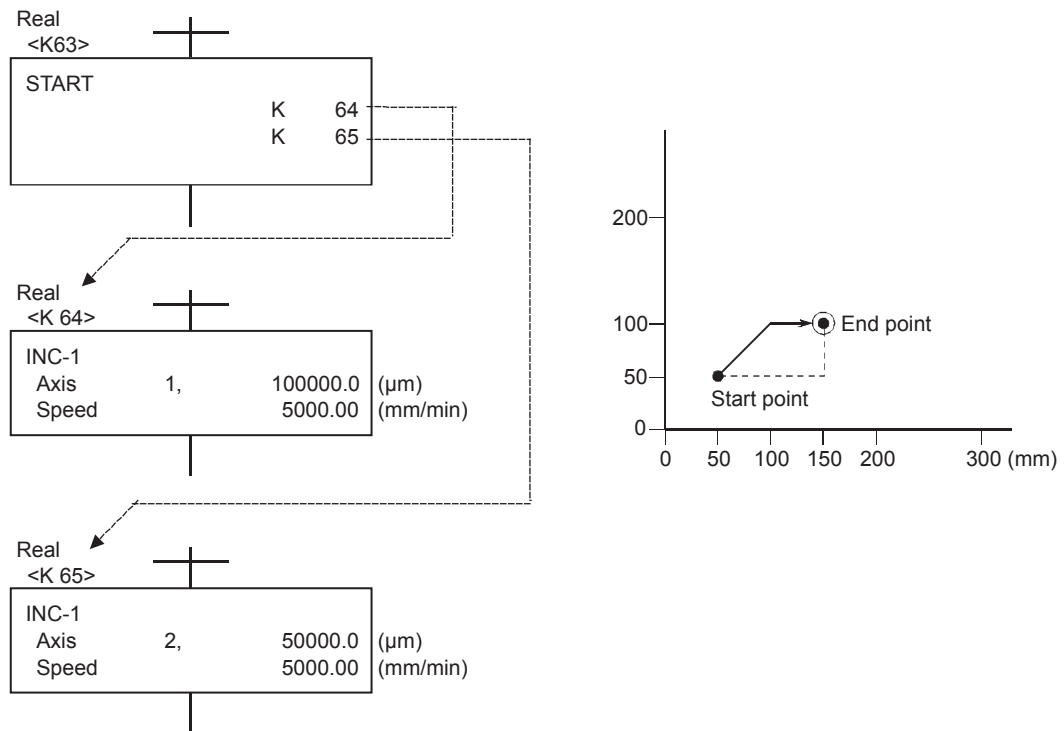 Real
<K63>
START
K 64
K 65
Real
<K 64>
INC-1
Axis 1, 100000.0 (μm)
Speed 5000.00 (mm/min)
Real
<K 65>
INC-1
Axis 2, 50000.0 (μm)
Speed 5000.00 (mm/min)
200
100
50
0
End point
Start point
0 50 100 150 200 300 (mm)